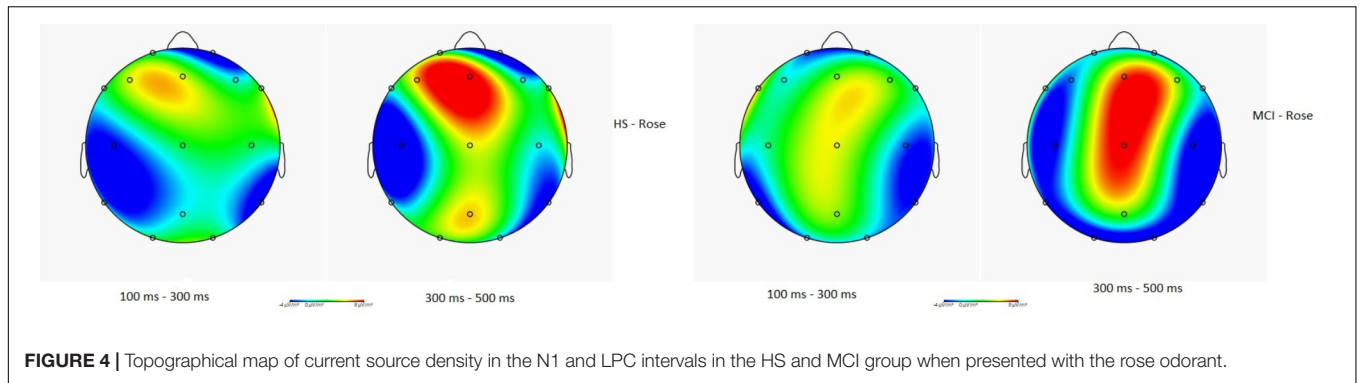 HS - Rose
MCI - Rose
100 ms - 300 ms
300 ms - 500 ms
100 ms - 300 ms
300 ms - 500 ms
FIGURE 4 | Topographical map of current source density in the N1 and LPC intervals in the HS and MCI group when presented with the rose odorant.